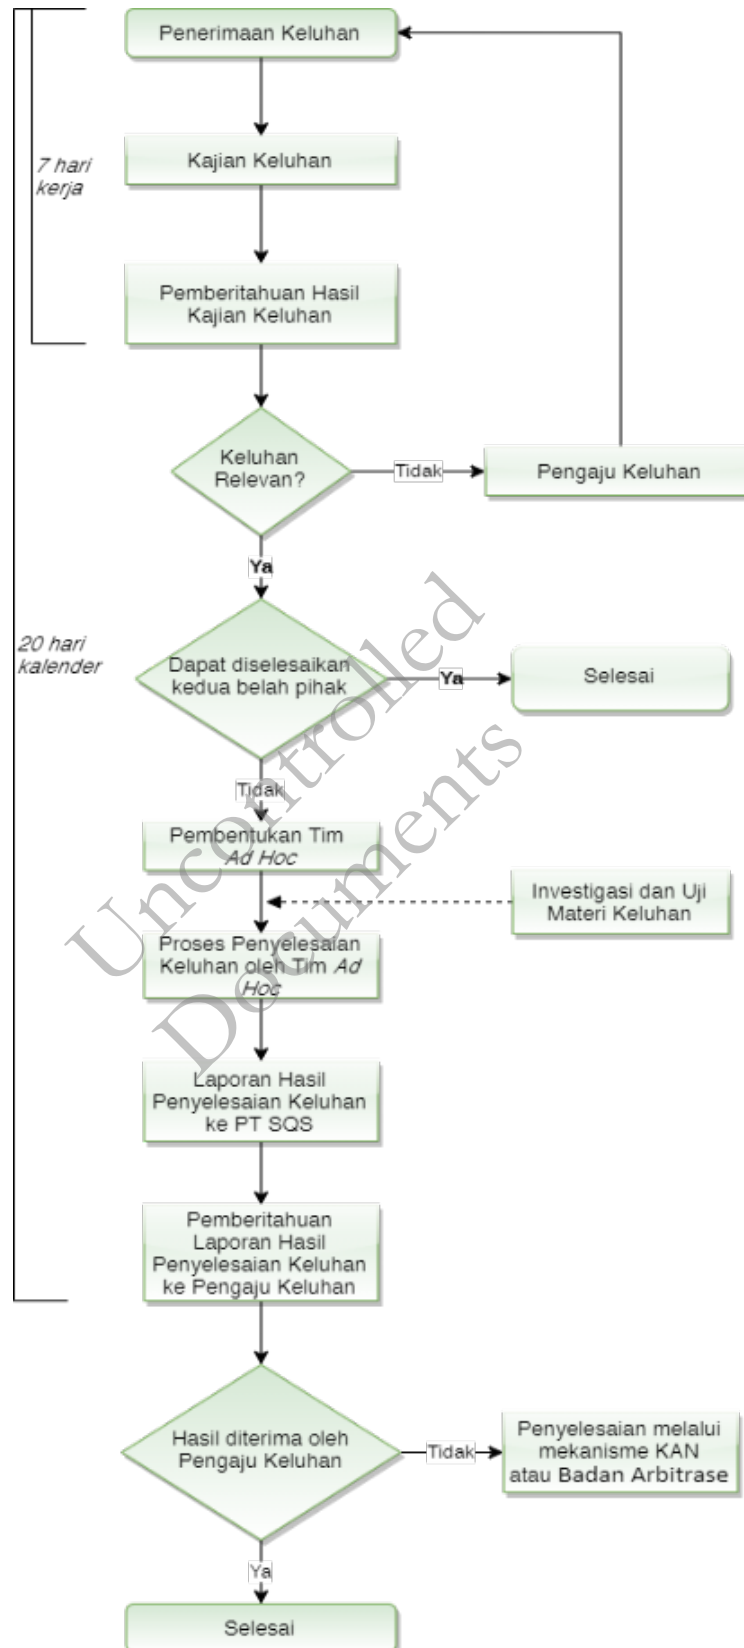 Penerimaan Keluhan
7 hari
kerja
Kajian Keluhan
Pemberitahuan Hasil
Kajian Keluhan
Keluhan
Relevan?
Tidak
Pengaju Keluhan
Ya
20 hari
kalender
Dapat diselesaikan
kedua belah pihak
Ya
Selesai
Tidak
Pembentukan Tim
Ad Hoc
Investigasi dan Uji
Materi Keluhan
Proses Penyelesaian
Keluhan oleh Tim Ad
Hoc
Laporan Hasil
Penyelesaian Keluhan
ke PT SQS
Pemberitahuan
Laporan Hasil
Penyelesaian Keluhan
ke Pengaju Keluhan
Hasil diterima oleh
Pengaju Keluhan
Tidak
Penyelesaian melalui
mekanisme KAN
atau Badan Arbitrase
Ya
Selesai
Uncontrolled
Documents